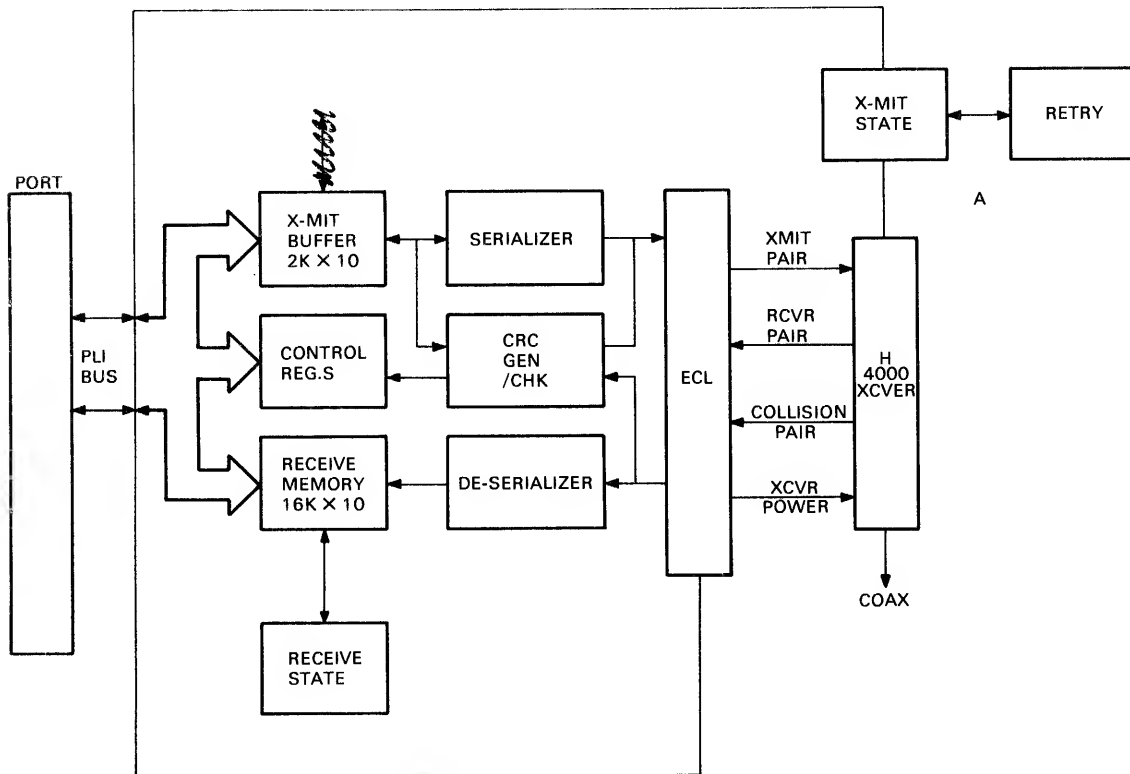 X-MIT
STATE
RETRY
A
PORT
PLI
BUS
X-MIT
BUFFER
2K X 10
SERIALIZER
CONTROL
REG.S
CRC
GEN
/CHK
RECEIVE
MEMORY
16K X 10
DE-SERIALIZER
RECEIVE
STATE
ECL
XMIT
PAIR
RCVR
PAIR
COLLISION
PAIR
XCVR
POWER
H
4000
XCVER
COAX